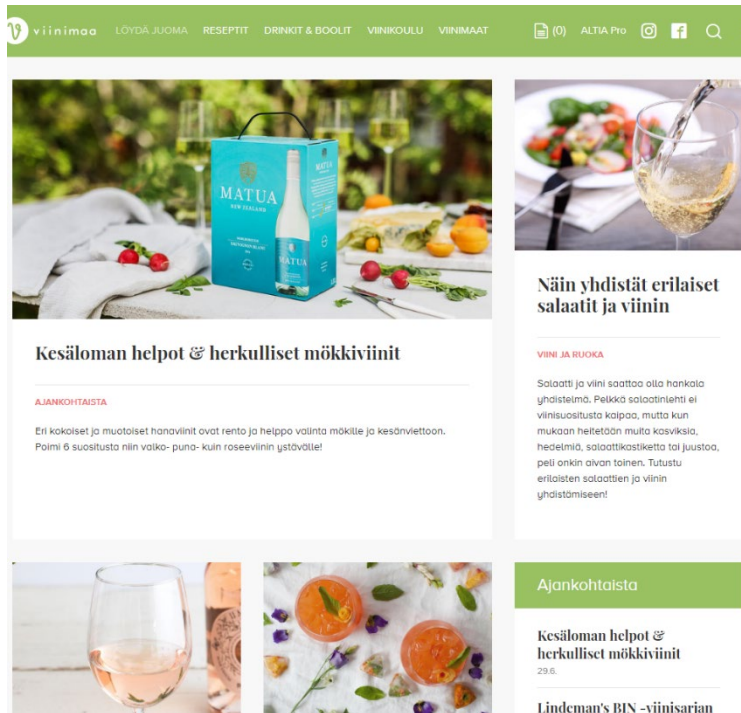 viinimaa LÖYDÄ JUOMA RESEPTIT DRINKIT & BOOLIT VIINIKOULU VIINIMAAT (0) ALTIA Pro
MATUA
NEW ZEALAND
SAUVIGNON BLANC
MATUA
MATUA
Kesäloman helpot & herkulliset mökkiviinit
AJANKOHTAISTA
Eri kokoiset ja muotoiset hanaviinit ovat rento ja helppo valinta mökille ja kesänviettoon.
Poimi 6 suositusta niin valko- puna- kuin roseeviinin ystävälle!
Näin yhdistät erilaiset
salaatit ja viinin
VIINI JA RUOKA
Salaatti ja viini saattaa olla hankala
yhdistelmä. Pelkkä salaatinlehti ei
viinisuositusta kaipaa, mutta kun
mukaan heitetään muita kasviksia,
hedelmiä, salaattikastiketta tai juustoa,
peli onkin aivan toinen. Tutustu
erilaisten salaattien ja viinin
yhdistämiseen!
Ajankohtaista
Kesäloman helpot &
herkulliset mökkiviinit
29.6.
Lindeman's BIN -viinisarjan